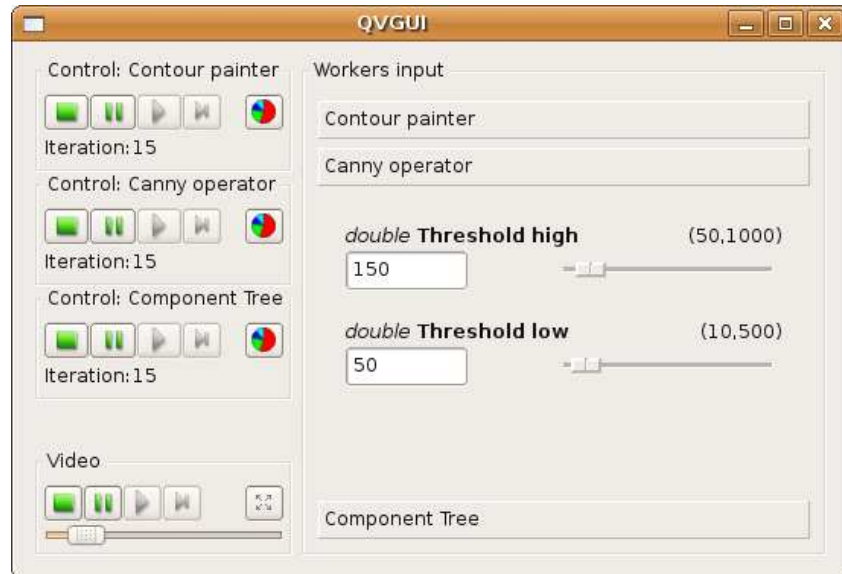 QVGUI
Control: Contour painter
Iteration:15
Control: Canny operator
Iteration:15
Control: Component Tree
Iteration:15
Video
Workers input
Contour painter
Canny operator
double Threshold high (50,1000)
150
double Threshold low (10,500)
50
Component Tree